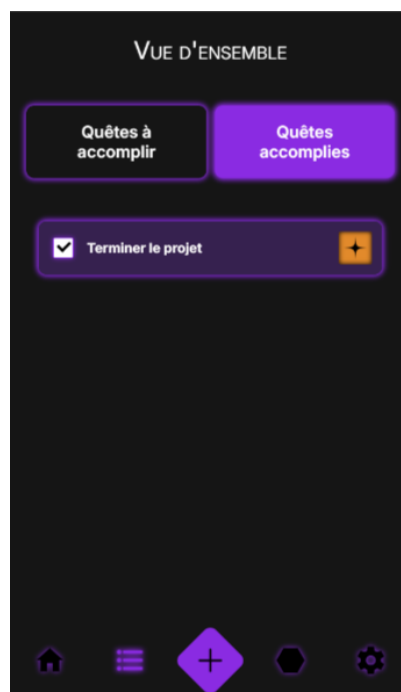 Vue d'ensemble
Quêtes à
accomplir
Quêtes
accomplies
Terminer le projet